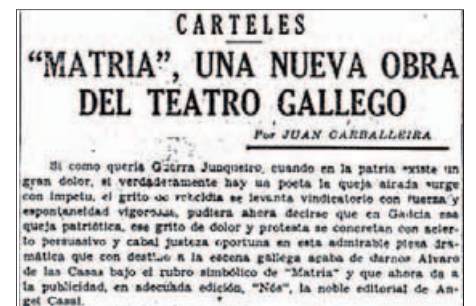 CARTELES
“MATRIA”, UNA NUEVA OBRA
DEL TEATRO GALLEGO
Por JUAN CARBALLEIRA
Si como quería Guerra Junqueiro, cuando en la patria existe un
gran dolor, si verdaderamente hay un poeta la queja airada surge
con ímpetu, el grito de rebeldía se levanta vindicatorio con fuerza y
espontaneidad vigorosa, pudiera ahora decirse que en Galicia esa
queja patriótica, ese grito de dolor y protesta se concretan con acier-
to persuasivo y cabal justeza oportuna en esta admirable pieza dra-
mática que con destino a la escena gallega acaba de darnos Alvaro
de las Casas bajo el rubro simbólico de “Matria” y que ahora da a
la publicidad, en adecuada edición, “Nós”, la noble editorial de An-
gel Casal.